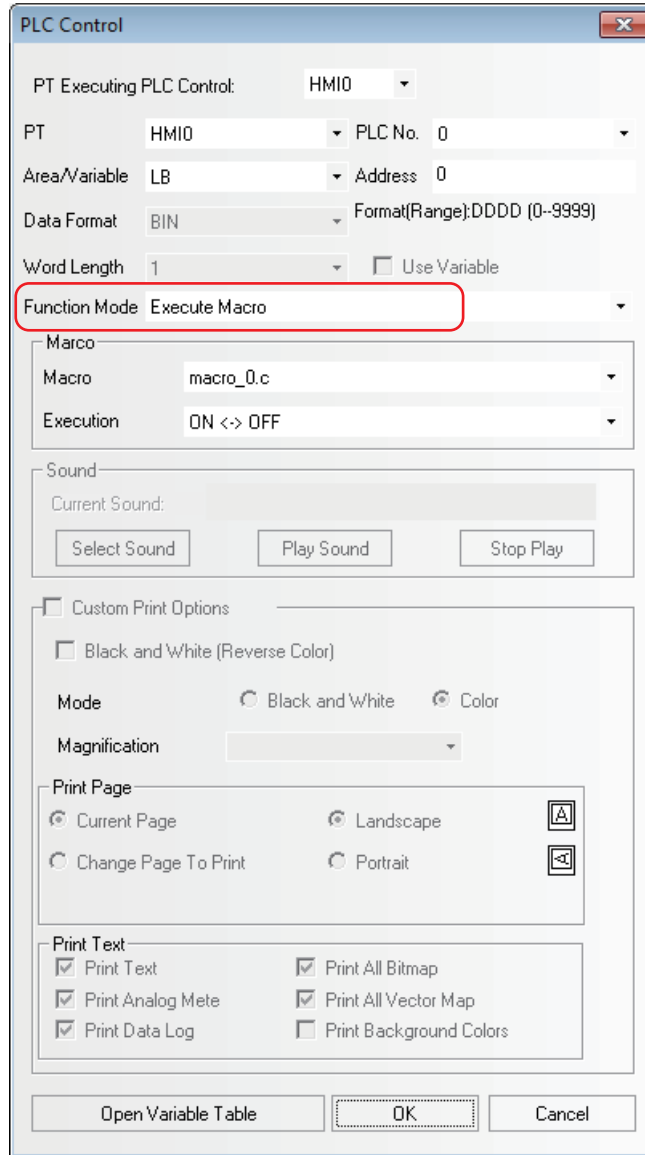 PLC Control
PT Executing PLC Control: HMI0
PT HMI0 PLC No. 0
Area/Variable LB Address 0
Data Format BIN Format(Range):DDDD (0--9999)
Word Length 1 Use Variable
Function Mode Execute Macro
Marco
Macro macro_0.c
Execution ON <-> OFF
Sound
Current Sound:
Select Sound Play Sound Stop Play
Custom Print Options
Black and White (Reverse Color)
Mode Black and White Color
Magnification
Print Page
Current Page Landscape A
Change Page To Print Portrait A
Print Text
Print Text Print All Bitmap
Print Analog Mete Print All Vector Map
Print Data Log Print Background Colors
Open Variable Table OK Cancel